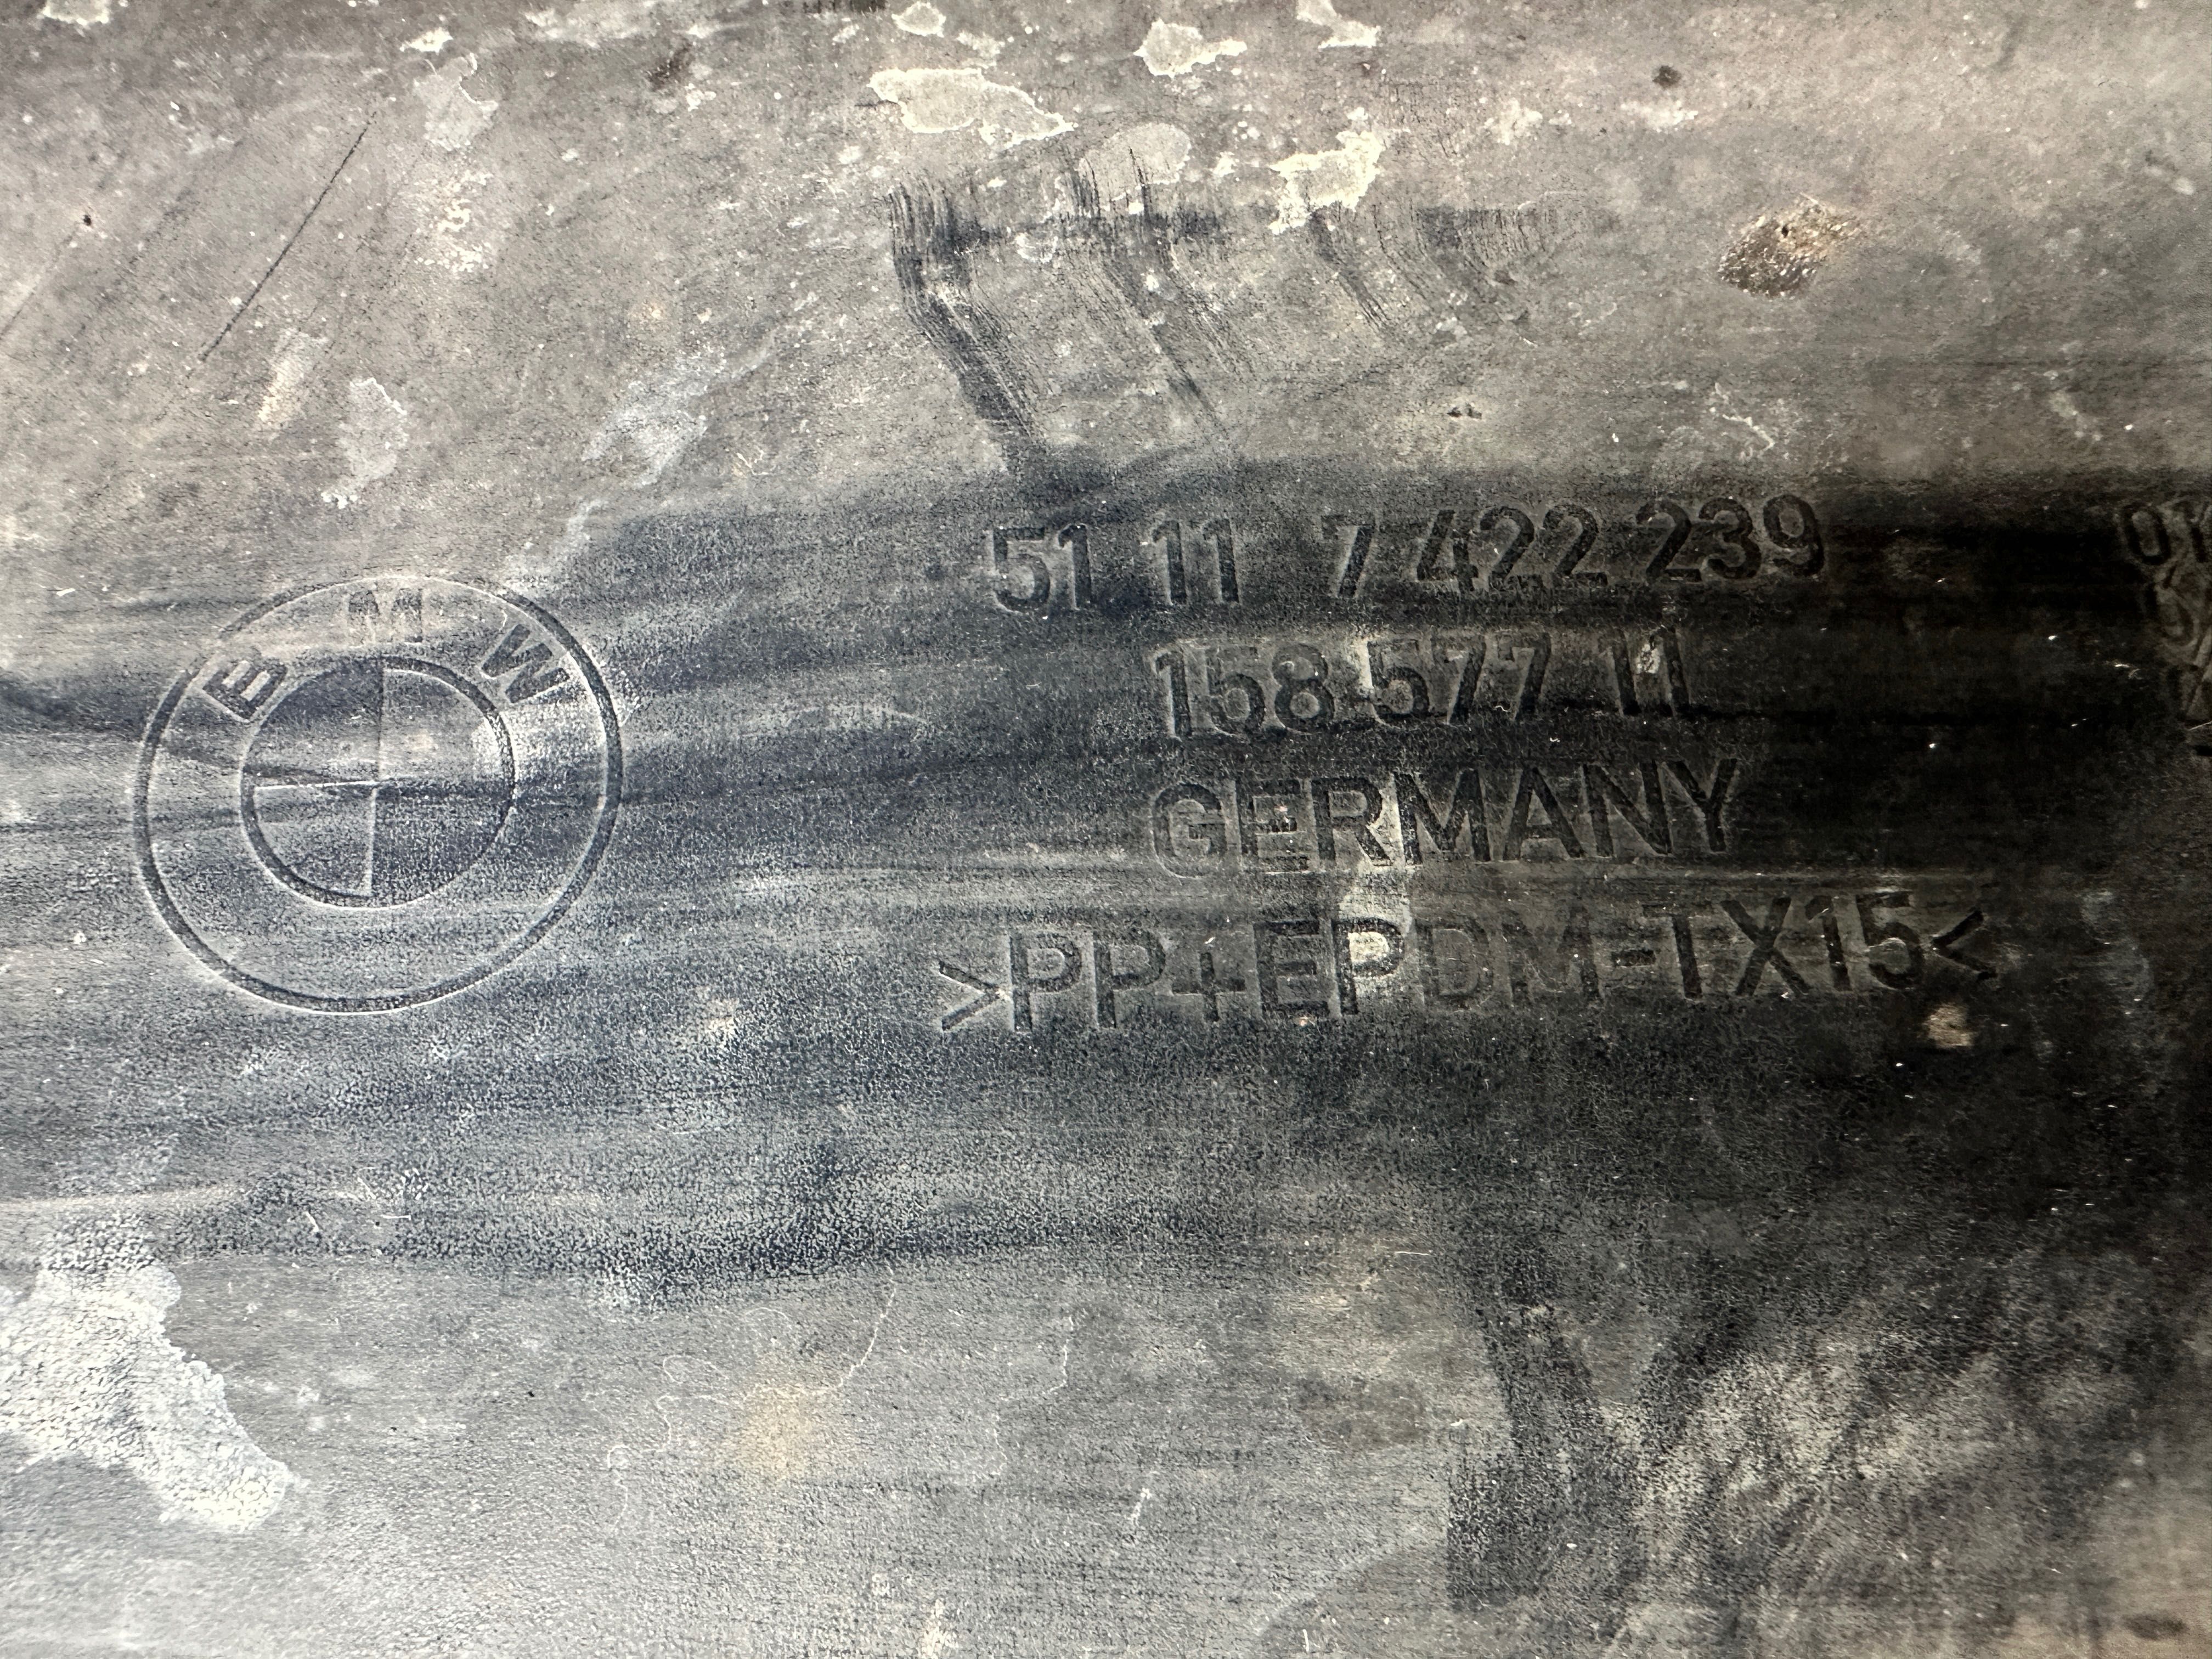 BMW
51 11 7 422 239
158 577 11
GERMANY
>PP+EPDM-TX15<